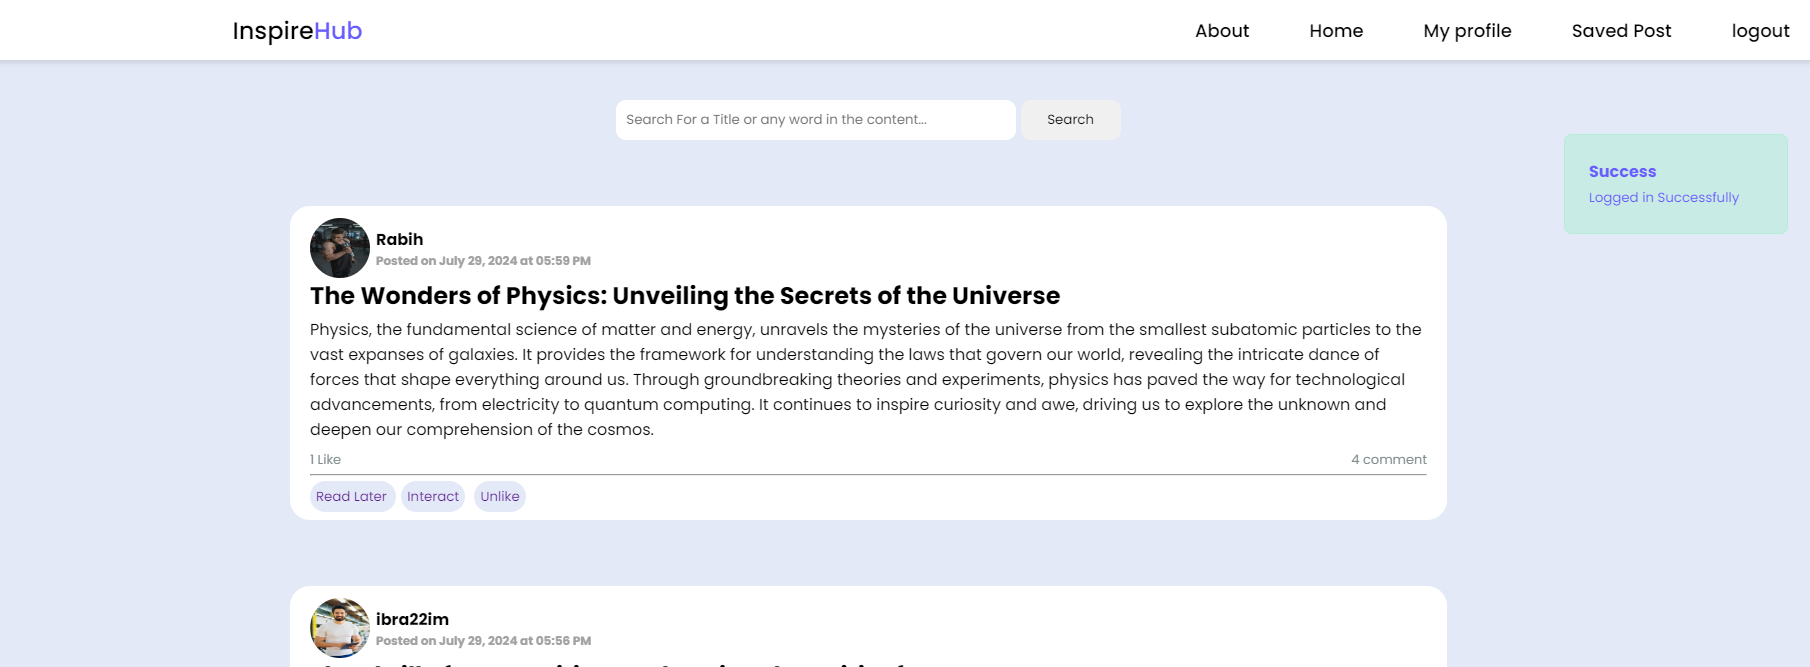 InspireHub
About Home My profile Saved Post logout
Search For a Title or any word in the content... Search
Success
Logged in Successfully
Rabih
Posted on July 29, 2024 at 05:59 PM
The Wonders of Physics: Unveiling the Secrets of the Universe
Physics, the fundamental science of matter and energy, unravels the mysteries of the universe from the smallest subatomic particles to the
vast expanses of galaxies. It provides the framework for understanding the laws that govern our world, revealing the intricate dance of
forces that shape everything around us. Through groundbreaking theories and experiments, physics has paved the way for technological
advancements, from electricity to quantum computing. It continues to inspire curiosity and awe, driving us to explore the unknown and
deepen our comprehension of the cosmos.
1 Like 4 comment
Read Later Interact Unlike
ibra22im
Posted on July 29, 2024 at 05:56 PM